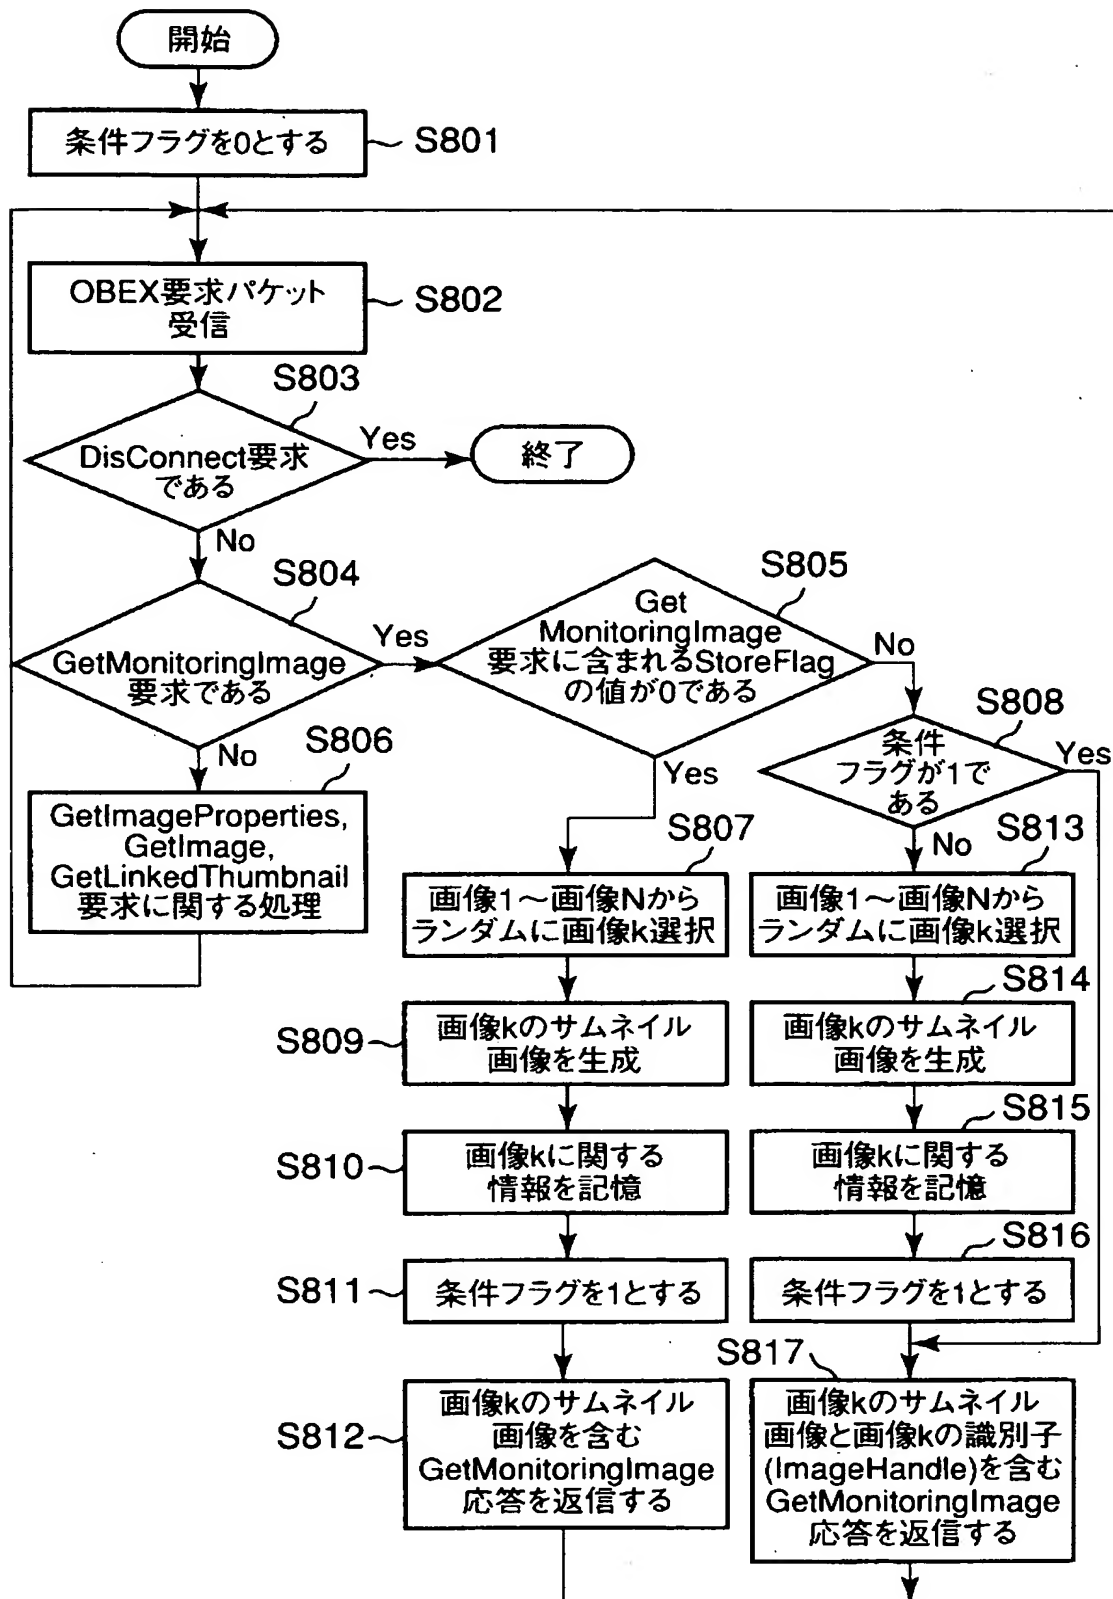 開始
条件フラグを0とする
S801
OBEX要求パケット
受信
S802
S803
DisConnect要求
である
Yes
終了
No
S804
GetMonitoringImage
要求である
Yes
No
S805
Get
MonitoringImage
要求に含まれるStoreFlag
の値が0である
No
Yes
S806
GetImageProperties,
GetImage,
GetLinkedThumbnail
要求に関する処理
S808
条件
フラグが1で
ある
Yes
No
S807
画像1～画像Nから
ランダムに画像k選択
S813
画像1～画像Nから
ランダムに画像k選択
S809
画像kのサムネイル
画像を生成
S814
画像kのサムネイル
画像を生成
S810
画像kに関する
情報を記憶
S815
画像kに関する
情報を記憶
S811
条件フラグを1とする
S816
条件フラグを1とする
S812
画像kのサムネイル
画像を含む
GetMonitoringImage
応答を返信する
S817
画像kのサムネイル
画像と画像kの識別子
(ImageHandle)を含む
GetMonitoringImage
応答を返信する